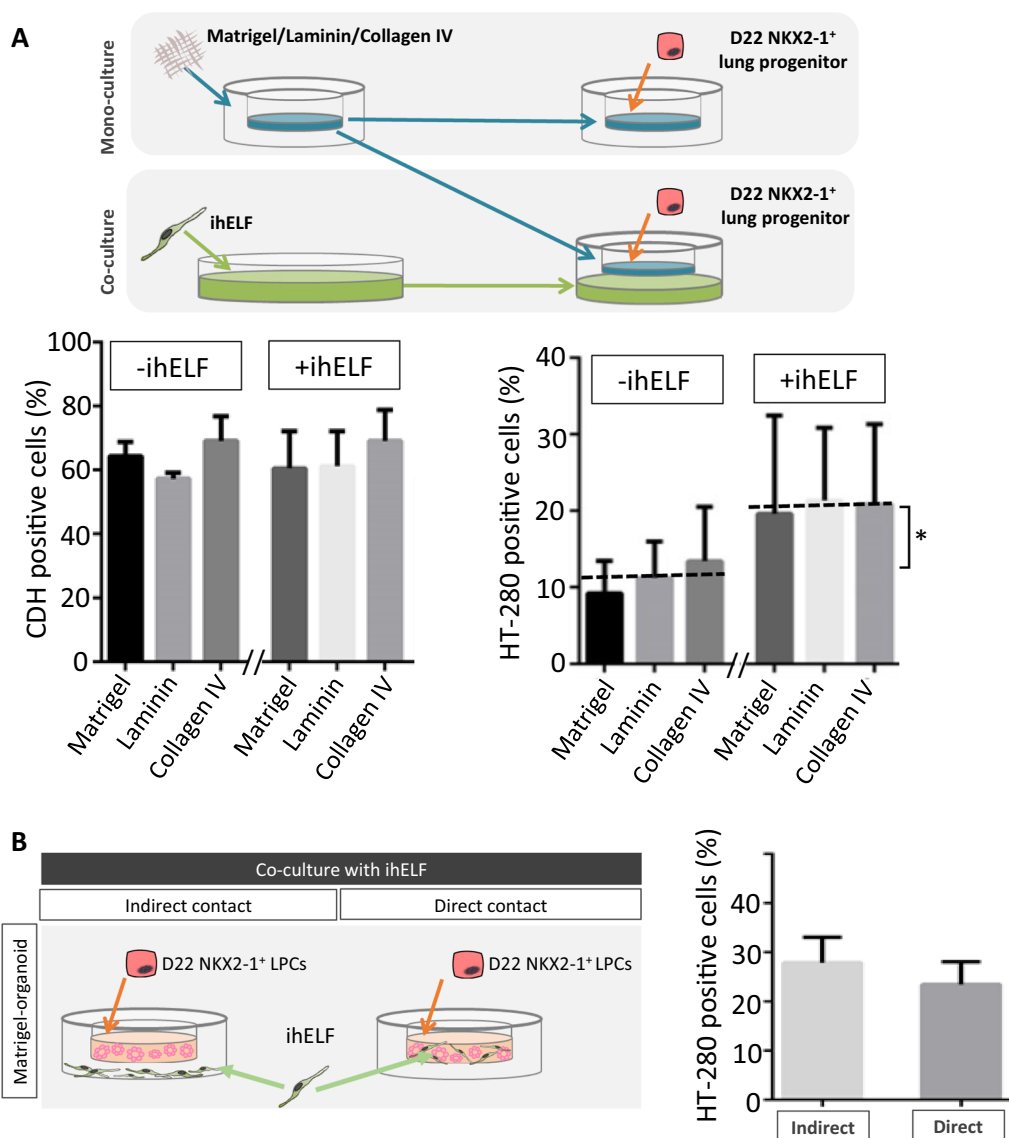 A
Mono-culture
Matrigel/Laminin/Collagen IV
D22 NKX2-1⁺
lung progenitor
Co-culture
ihELF
D22 NKX2-1⁺
lung progenitor
CDH positive cells (%)
100
80
60
40
20
0
-ihELF
+ihELF
Matrigel
Laminin
Collagen IV
Matrigel
Laminin
Collagen IV
HT-280 positive cells (%)
40
30
20
10
0
-ihELF
+ihELF
*
Matrigel
Laminin
Collagen IV
Matrigel
Laminin
Collagen IV
B
Co-culture with ihELF
Indirect contact
Direct contact
Matrigel-organoid
D22 NKX2-1⁺ LPCs
D22 NKX2-1⁺ LPCs
ihELF
HT-280 positive cells (%)
40
30
20
10
0
Indirect
Direct